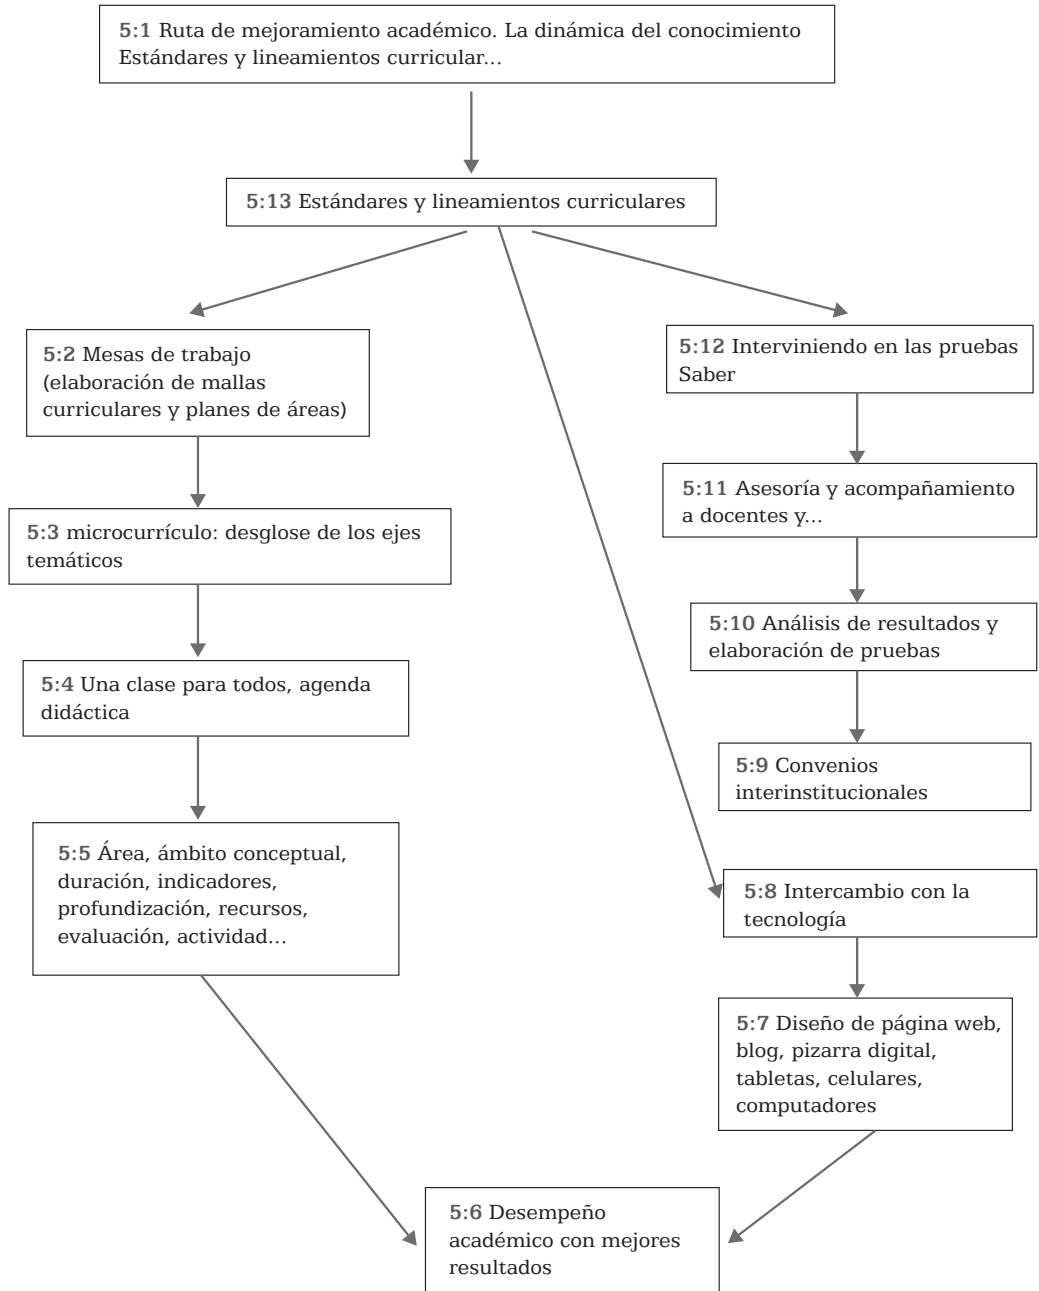 5:1 Ruta de mejoramiento académico. La dinámica del conocimiento
Estándares y lineamientos curricular...
5:13 Estándares y lineamientos curriculares
5:2 Mesas de trabajo
(elaboración de mallas
curriculares y planes de áreas)
5:3 microcurrículo: desglose de los ejes
temáticos
5:4 Una clase para todos, agenda
didáctica
5:5 Área, ámbito conceptual,
duración, indicadores,
profundización, recursos,
evaluación, actividad...
5:12 Interviniendo en las pruebas
Saber
5:11 Asesoría y acompañamiento
a docentes y...
5:10 Análisis de resultados y
elaboración de pruebas
5:9 Convenios
interinstitucionales
5:8 Intercambio con la
tecnología
5:7 Diseño de página web,
blog, pizarra digital,
tabletas, celulares,
computadores
5:6 Desempeño
académico con mejores
resultados